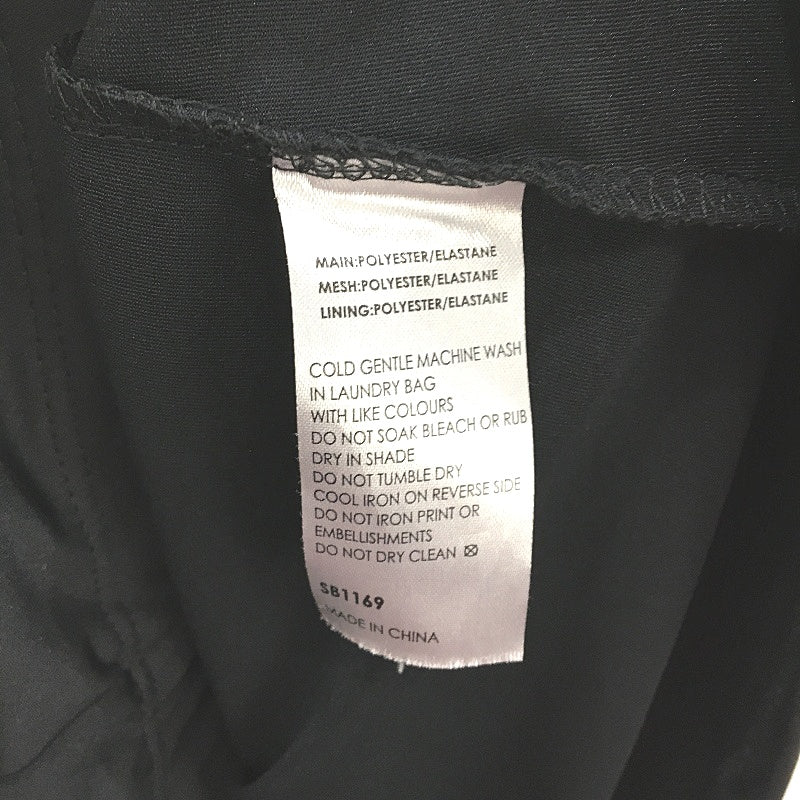 MAIN:POLYESTER/ELASTANE
MESH:POLYESTER/ELASTANE
LINING:POLYESTER/ELASTANE
COLD GENTLE MACHINE WASH
IN LAUNDRY BAG
WITH LIKE COLOURS
DO NOT SOAK BLEACH OR RUB
DRY IN SHADE
DO NOT TUMBLE DRY
COOL IRON ON REVERSE SIDE
DO NOT IRON PRINT OR
EMBELLISHMENTS
DO NOT DRY CLEAN
SB1169
MADE IN CHINA